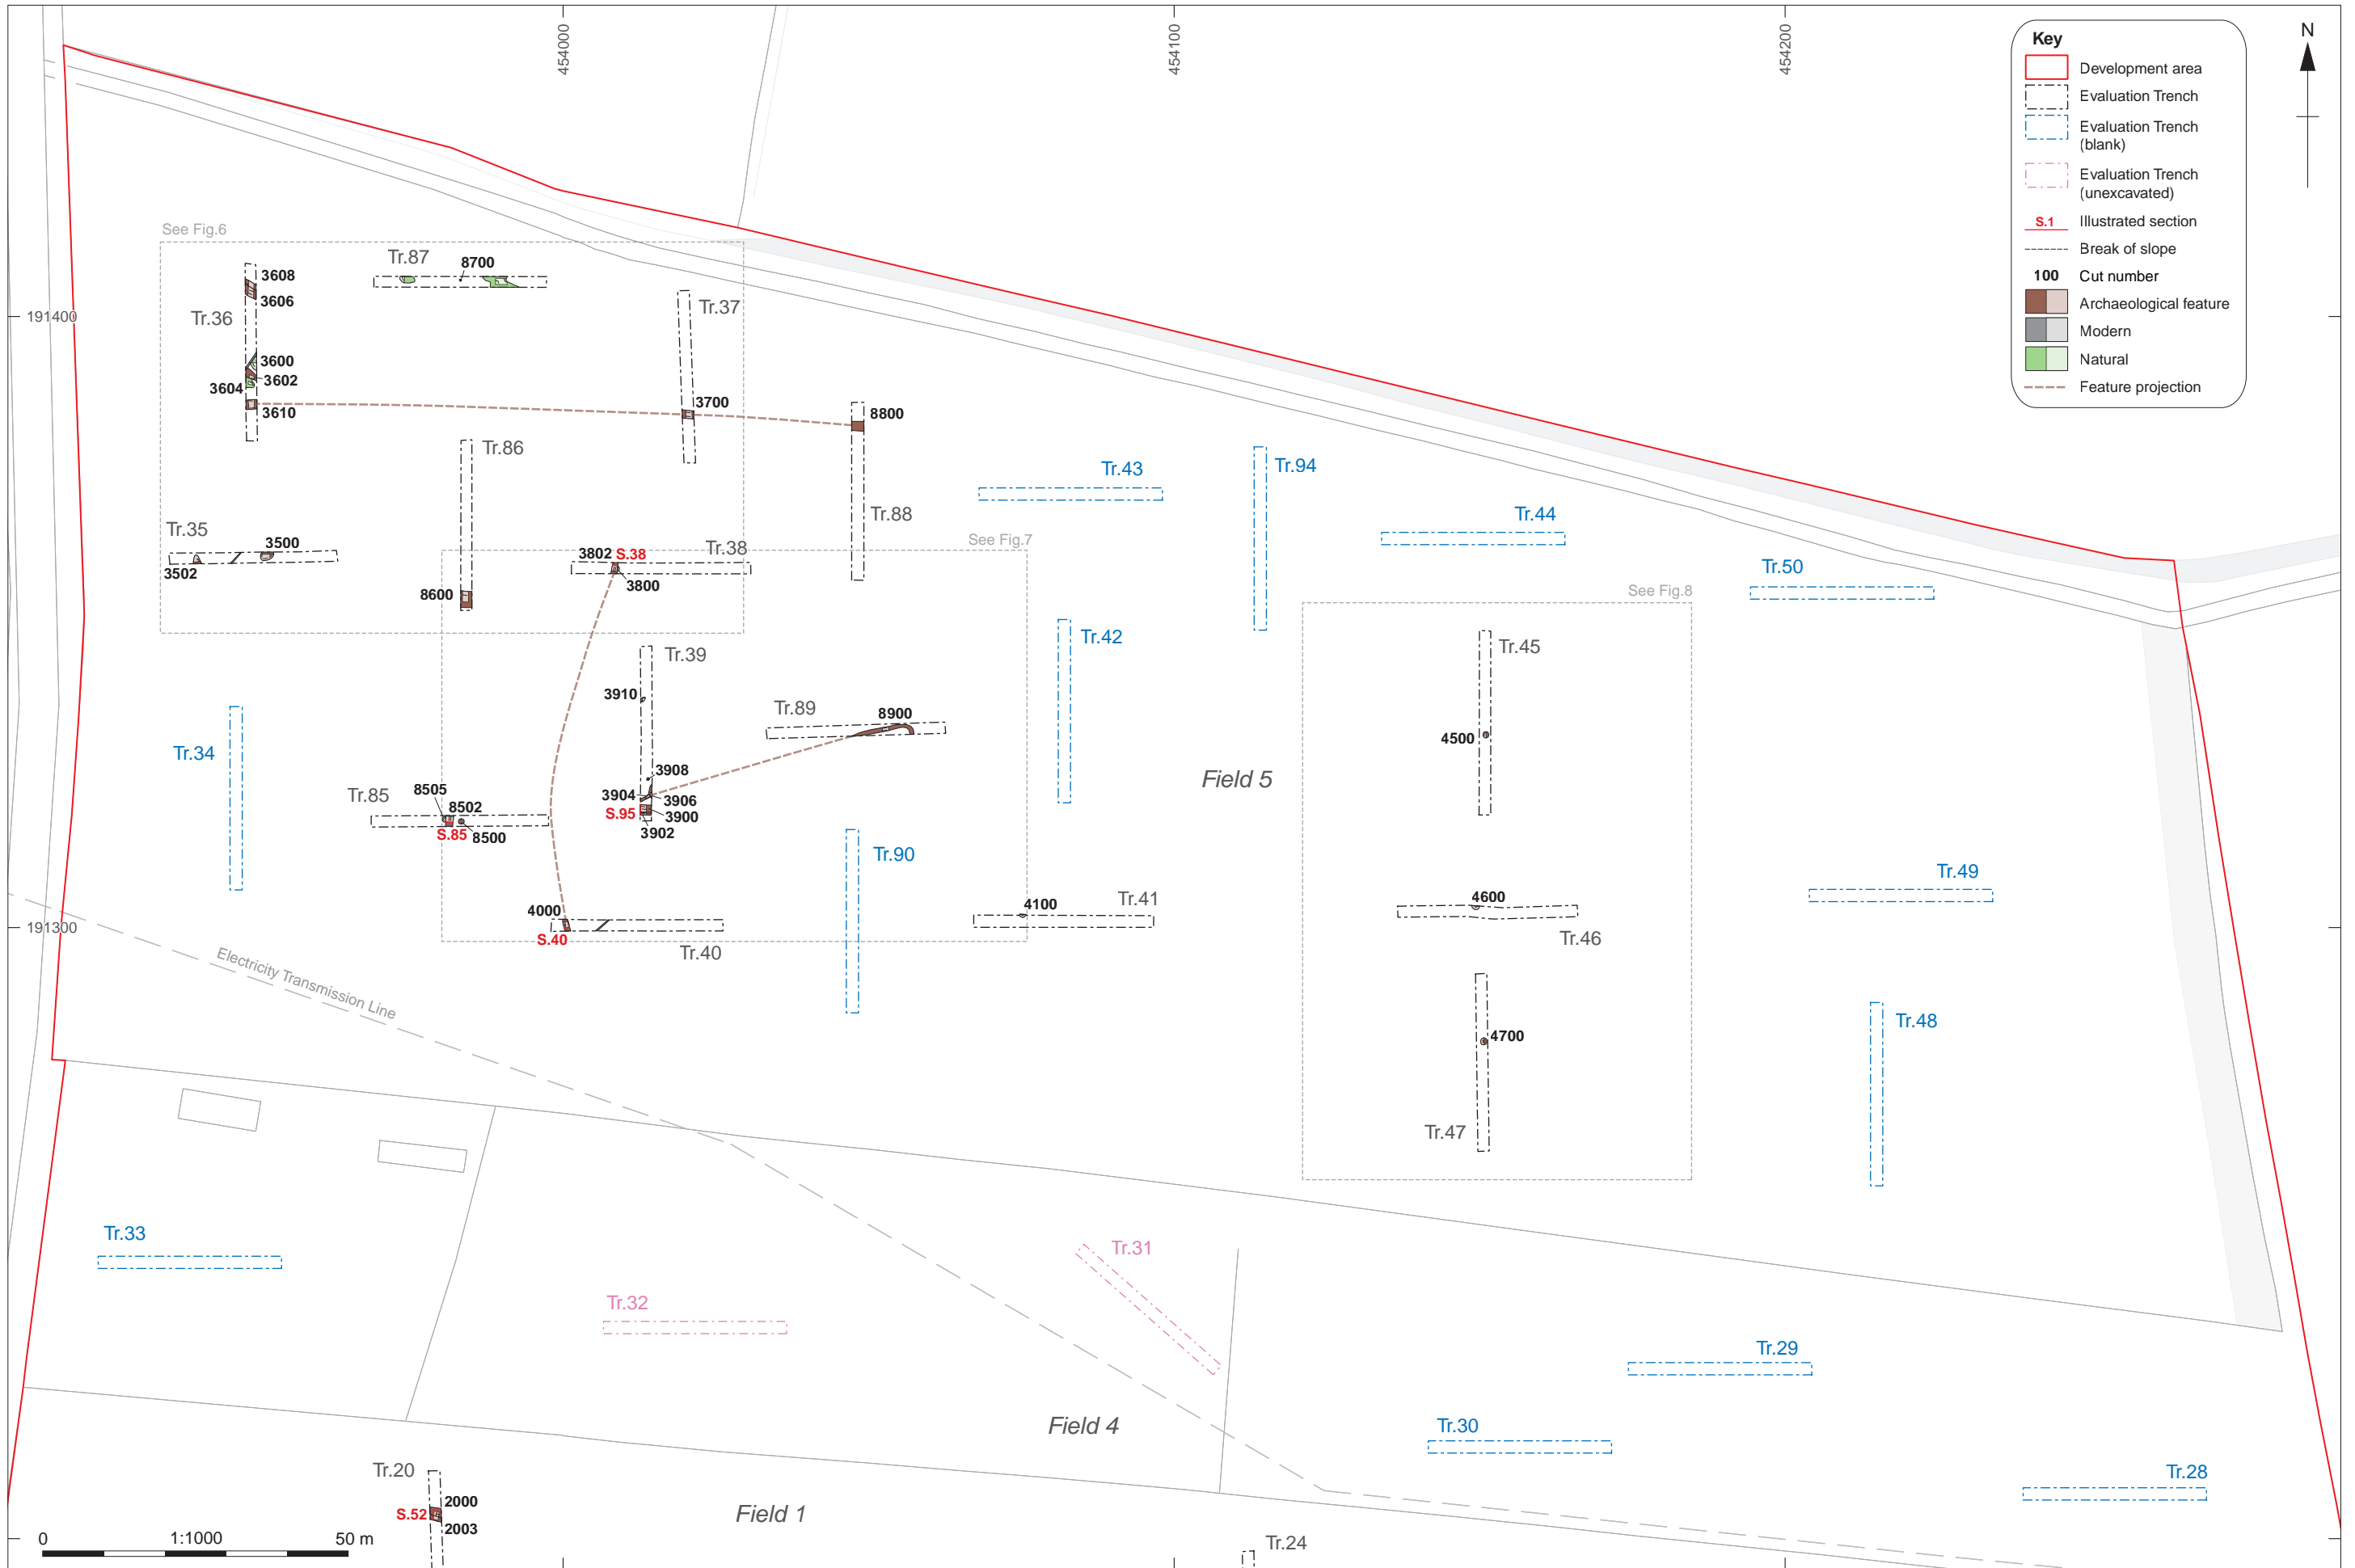 454000
454100
454200
N
Key
Development area
Evaluation Trench
Evaluation Trench
(blank)
Evaluation Trench
(unexcavated)
S.1 Illustrated section
Break of slope
100 Cut number
Archaeological feature
Modern
Natural
Feature projection
See Fig.6
Tr.87
8700
3608
3606
Tr.36
Tr.37
191400
3600
3602
3604
3610
3700
8800
Tr.86
Tr.43
Tr.94
Tr.88
Tr.44
Tr.35
3500
3502
See Fig.7
3802 S.38
Tr.38
3800
8600
Tr.50
See Fig.8
Tr.42
Tr.45
Tr.39
3910
Tr.89
8900
4500
Tr.34
Field 5
3908
3904
3906
S.95
3900
3902
Tr.85
8505
8502
S.85
8500
Tr.90
Tr.49
4000
S.40
Tr.40
4100
Tr.41
4600
Tr.46
191300
Electricity Transmission Line
Tr.48
4700
Tr.47
Tr.33
Tr.31
Tr.32
Tr.29
Field 4
Tr.30
Tr.28
Tr.20
2000
S.52
2003
Field 1
Tr.24
0 1:1000 50 m